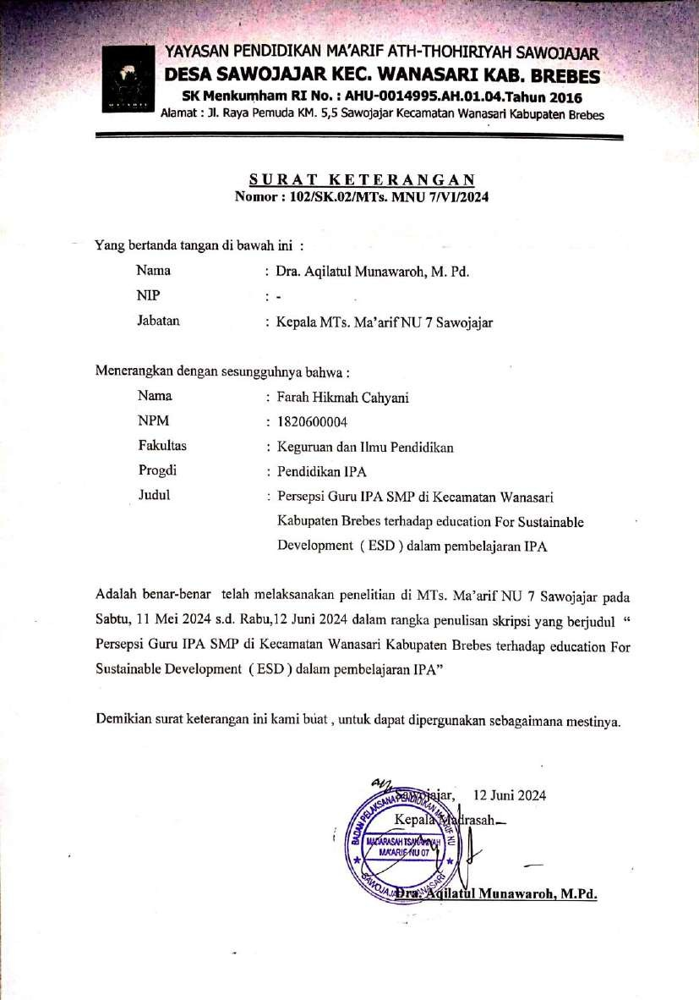 YAYASAN PENDIDIKAN MA'ARIF ATH-THOHIRIYAH SAWOJAJAR
DESA SAWOJAJAR KEC. WANASARI KAB. BREBES
SK Menkumham RI No. : AHU-0014995.AH.01.04.Tahun 2016
Alamat : Jl. Raya Pemuda KM. 5,5 Sawojajar Kecamatan Wanasari Kabupaten Brebes
MA'ARIF
SURAT KETERANGAN
Nomor : 102/SK.02/MTs. MNU 7/VI/2024
Yang bertanda tangan di bawah ini :
Nama : Dra. Aqilatul Munawaroh, M. Pd.
NIP : -
Jabatan : Kepala MTs. Ma'arif NU 7 Sawojajar
Menerangkan dengan sesungguhnya bahwa :
Nama : Farah Hikmah Cahyani
NPM : 1820600004
Fakultas : Keguruan dan Ilmu Pendidikan
Progdi : Pendidikan IPA
Judul : Persepsi Guru IPA SMP di Kecamatan Wanasari
Kabupaten Brebes terhadap education For Sustainable
Development ( ESD ) dalam pembelajaran IPA
Adalah benar-benar telah melaksanakan penelitian di MTs. Ma'arif NU 7 Sawojajar pada
Sabtu, 11 Mei 2024 s.d. Rabu,12 Juni 2024 dalam rangka penulisan skripsi yang berjudul “
Persepsi Guru IPA SMP di Kecamatan Wanasari Kabupaten Brebes terhadap education For
Sustainable Development ( ESD ) dalam pembelajaran IPA”
Demikian surat keterangan ini kami buat , untuk dapat dipergunakan sebagaimana mestinya.
Sawojajar, 12 Juni 2024
Kepala Madrasah
BADAN PELAKSANA PENDIDIKAN MA'ARIF NU
MADARASAH TSANAWIYAH
MA'ARIF NU 07
SAWOJAJAR WANASARI
Dra. Aqilatul Munawaroh, M.Pd.